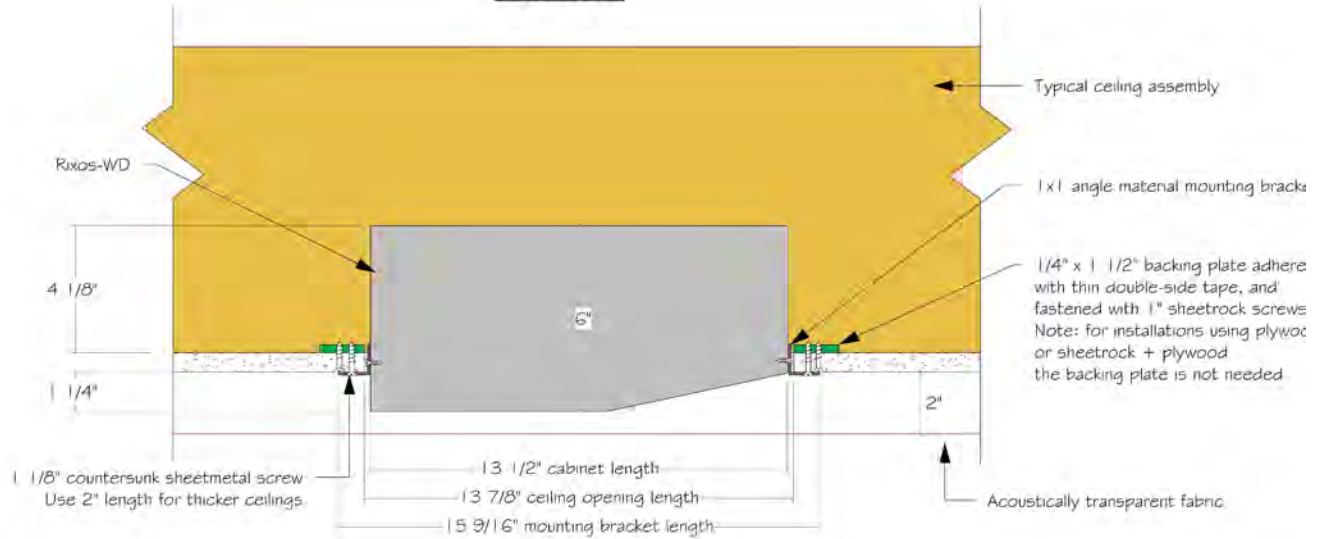 Typical ceiling assembly
Rixos-WD
1x1 angle material mounting bracke
1/4" x 1 1/2" backing plate adhere
with thin double-side tape, and
fastened with 1" sheetrock screws
Note: for installations using plywoo
or sheetrock + plywood
the backing plate is not needed
4 1/8"
6"
1 1/4"
2"
1 1/8" countersunk sheetmetal screw
Use 2" length for thicker ceilings
13 1/2" cabinet length
13 7/8" ceiling opening length
15 9/16" mounting bracket length
Acoustically transparent fabric